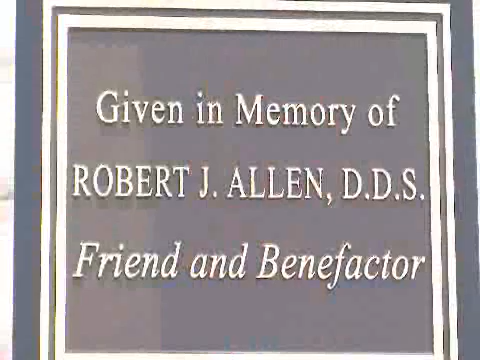 Given in Memory of
ROBERT J. ALLEN, D.D.S.
Friend and Benefactor